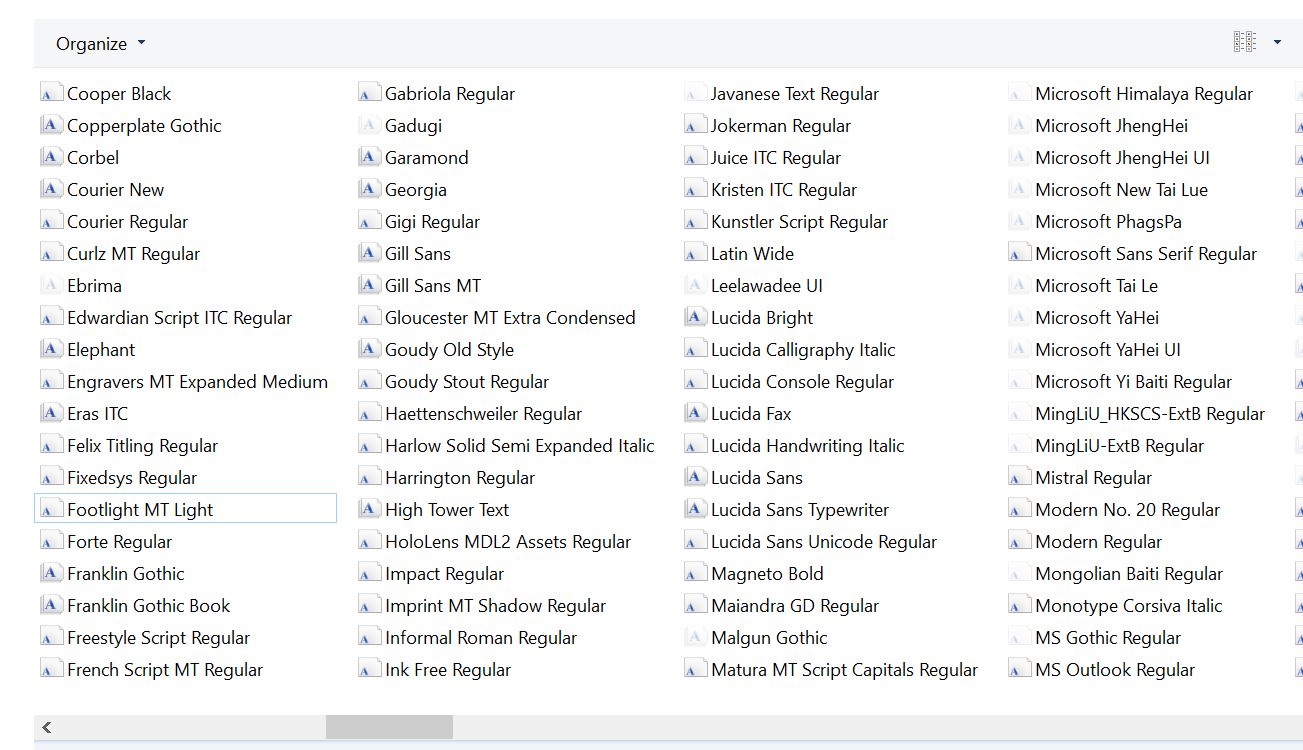 Organize
Cooper Black
Copperplate Gothic
Corbel
Courier New
Courier Regular
Curlz MT Regular
Ebrima
Edwardian Script ITC Regular
Elephant
Engravers MT Expanded Medium
Eras ITC
Felix Titling Regular
Fixedsys Regular
Footlight MT Light
Forte Regular
Franklin Gothic
Franklin Gothic Book
Freestyle Script Regular
French Script MT Regular
Gabriola Regular
Gadugi
Garamond
Georgia
Gigi Regular
Gill Sans
Gill Sans MT
Gloucester MT Extra Condensed
Goudy Old Style
Goudy Stout Regular
Haettenschweiler Regular
Harlow Solid Semi Expanded Italic
Harrington Regular
High Tower Text
HoloLens MDL2 Assets Regular
Impact Regular
Imprint MT Shadow Regular
Informal Roman Regular
Ink Free Regular
Javanese Text Regular
Jokerman Regular
Juice ITC Regular
Kristen ITC Regular
Kunstler Script Regular
Latin Wide
Leelawadee UI
Lucida Bright
Lucida Calligraphy Italic
Lucida Console Regular
Lucida Fax
Lucida Handwriting Italic
Lucida Sans
Lucida Sans Typewriter
Lucida Sans Unicode Regular
Magneto Bold
Maiandra GD Regular
Malgun Gothic
Matura MT Script Capitals Regular
Microsoft Himalaya Regular
Microsoft JhengHei
Microsoft JhengHei UI
Microsoft New Tai Lue
Microsoft PhagsPa
Microsoft Sans Serif Regular
Microsoft Tai Le
Microsoft YaHei
Microsoft YaHei UI
Microsoft Yi Baiti Regular
MingLiU_HKSCS-ExtB Regular
MingLiU-ExtB Regular
Mistral Regular
Modern No. 20 Regular
Modern Regular
Mongolian Baiti Regular
Monotype Corsiva Italic
MS Gothic Regular
MS Outlook Regular